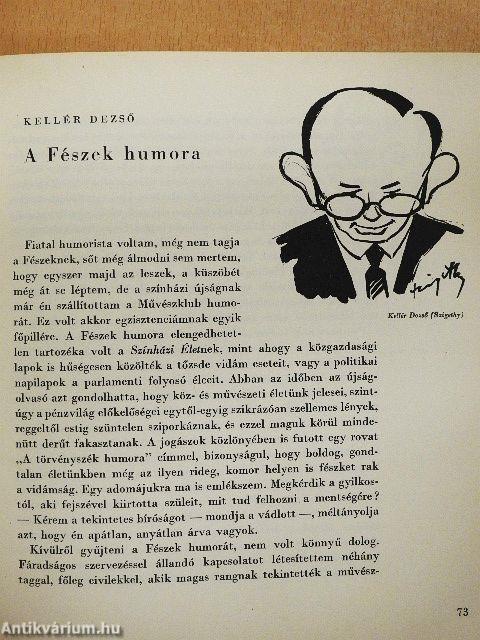 KELLÉR DEZSŐ
A Fészek humora
Kellér Dezső (Szigethy)
Fiatal humorista voltam, még nem tagja
a Fészeknek, sőt még álmodni sem mertem,
hogy egyszer majd az leszek, a küszöbét
még át se léptem, de a színházi újságnak
már én szállítottam a Művészklub humo-
rát. Ez volt akkor egzisztenciámnak egyik
főpillére. A Fészek humora elengedhetet-
len tartozéka volt a Színházi Életnek, mint ahogy a közgazdasági
lapok is hűségesen közölték a tőzsde vidám eseteit, vagy a politikai
napilapok a parlamenti folyosó élceit. Abban az időben az újság-
olvasó azt gondolhatta, hogy köz- és művészeti életünk jelesei, szint-
úgy a pénzvilág előkelőségei egytől-egyig szikrázóan szellemes lények,
reggeltől estig szüntelen sziporkáznak, és ezzel maguk körül minde-
nütt derűt fakasztanak. A jogászok közlönyében is futott egy rovat
„A törvényszék humora" címmel, bizonyságul, hogy boldog, gond-
talan életünkben még az ilyen rideg, komor helyen is fészket rak
a vidámság. Egy adomájukra ma is emlékszem. Megkérdik a gyilkos-
tól, aki fejszével kiirtotta szüleit, mit tud felhozni a mentségére?
— Kérem a tekintetes bíróságot — mondja a vádlott —, méltányolja
azt, hogy én apátlan, anyátlan árva vagyok.
Kívülről gyűjteni a Fészek humorát, nem volt könnyű dolog.
Fáradságos szervezéssel állandó kapcsolatot létesítettem néhány
taggal, főleg civilekkel, akik magas rangnak tekintették a művész-
73
Antikvárium.hu